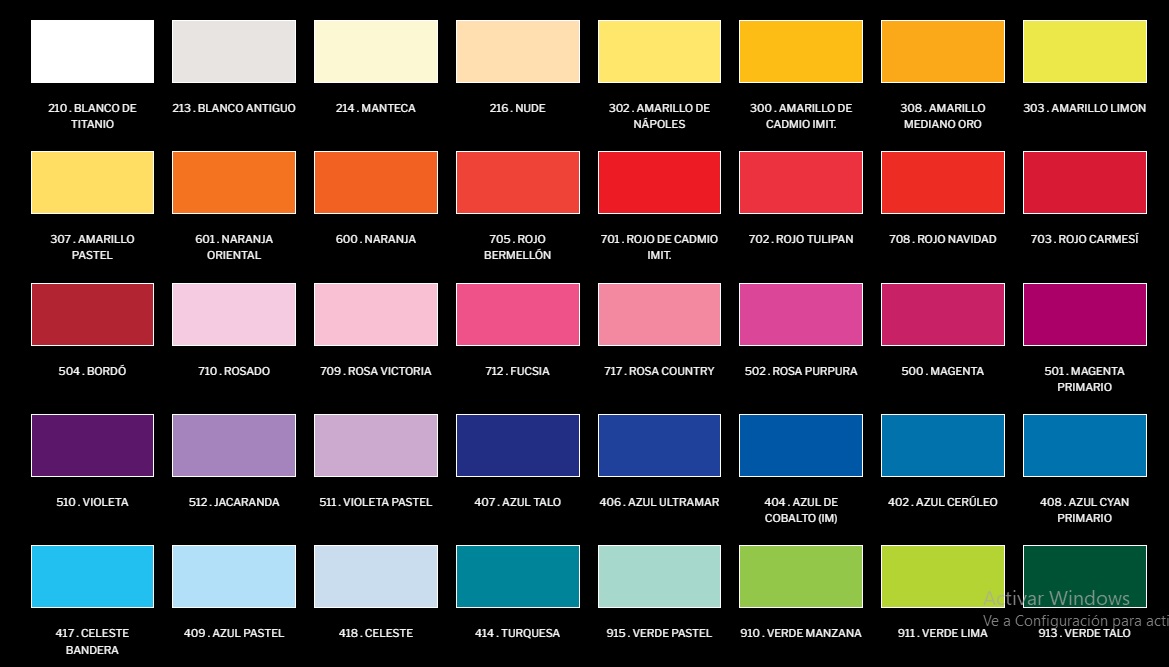 210 . BLANCO DE
TITANIO
213 . BLANCO ANTIGUO
214 . MANTECA
216 . NUDE
302 . AMARILLO DE
NÁPOLES
300 . AMARILLO DE
CADMIO IMIT.
308 . AMARILLO
MEDIANO ORO
303 . AMARILLO LIMON
307 . AMARILLO
PASTEL
601 . NARANJA
ORIENTAL
600 . NARANJA
705 . ROJO
BERMELLÓN
701 . ROJO DE CADMIO
IMIT.
702 . ROJO TULIPAN
708 . ROJO NAVIDAD
703 . ROJO CARMESÍ
504 . BORDÓ
710 . ROSADO
709 . ROSA VICTORIA
712 . FUCSIA
717 . ROSA COUNTRY
502 . ROSA PURPURA
500 . MAGENTA
501 . MAGENTA
PRIMARIO
510 . VIOLETA
512 . JACARANDA
511 . VIOLETA PASTEL
407 . AZUL TALO
406 . AZUL ULTRAMAR
404 . AZUL DE
COBALTO (IM)
402 . AZUL CERÚLEO
408 . AZUL CYAN
PRIMARIO
417 . CELESTE
BANDERA
409 . AZUL PASTEL
418 . CELESTE
414 . TURQUESA
915 . VERDE PASTEL
910 . VERDE MANZANA
911 . VERDE LIMA
913 . VERDE TALO
Activar Windows
Ve a Configuración para acti